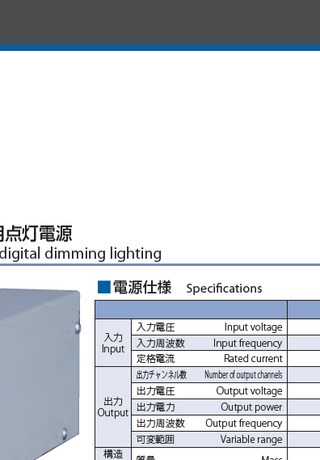 点灯電源
digital dimming lighting
■電源仕様 Specifications
入力 Input
入力電圧 Input voltage
入力周波数 Input frequency
定格電流 Rated current
出力 Output
出力チャンネル数 Number of output channels
出力電圧 Output voltage
出力電力 Output power
出力周波数 Output frequency
可変範囲 Variable range
構造
質量 Mass